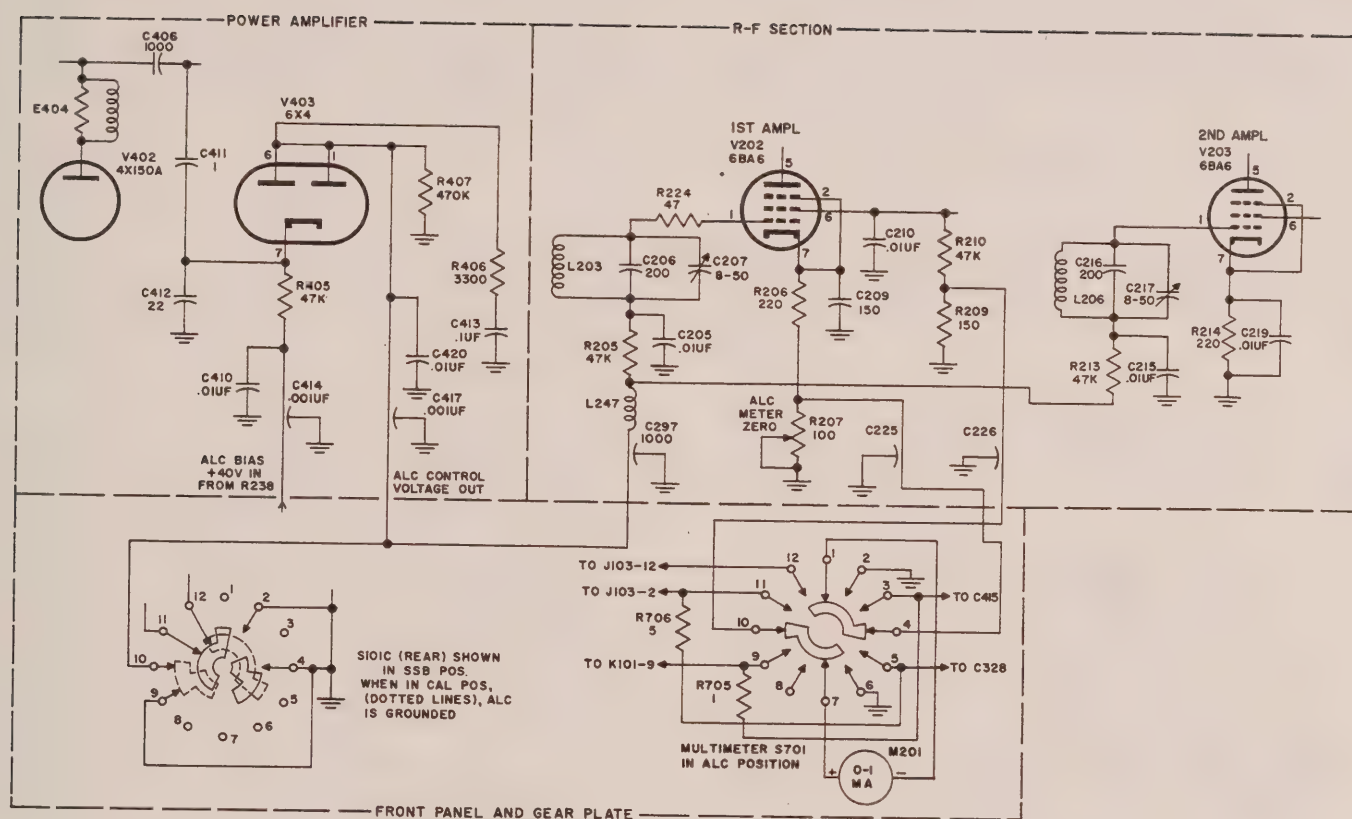 POWER AMPLIFIER
R-F SECTION
C406
1000
E404
V402
4X150A
C411
1
V403
6X4
6
1
7
R407
470K
R406
3300
C413
.1UF
R405
47K
C412
22
C410
.01UF
C414
.001UF
C420
.01UF
C417
.001UF
ALC BIAS
+40V IN
FROM R238
ALC CONTROL
VOLTAGE OUT
1ST AMPL
V202
6BA6
5
2
6
1
7
R224
47
L203
C206
200
C207
8-50
R205
47K
C205
.01UF
L247
C297
1000
R206
220
C209
150
C210
.01UF
R210
47K
R209
150
ALC
METER
ZERO
R207
100
C225
C226
2ND AMPL
V203
6BA6
5
2
6
1
7
C216
200
L206
C217
8-50
R213
47K
C215
.01UF
R214
220
C219
.01UF
1
2
3
4
5
6
7
8
9
10
11
12
S101C (REAR) SHOWN
IN SSB POS.
WHEN IN CAL POS,
(DOTTED LINES), ALC
IS GROUNDED
TO J103-12
TO J103-2
R706
5
TO K101-9
R705
1
1
2
3
4
5
6
7
8
9
10
11
12
TO C415
TO C328
MULTIMETER S701
IN ALC POSITION
M201
+
0-1
MA
-
FRONT PANEL AND GEAR PLATE